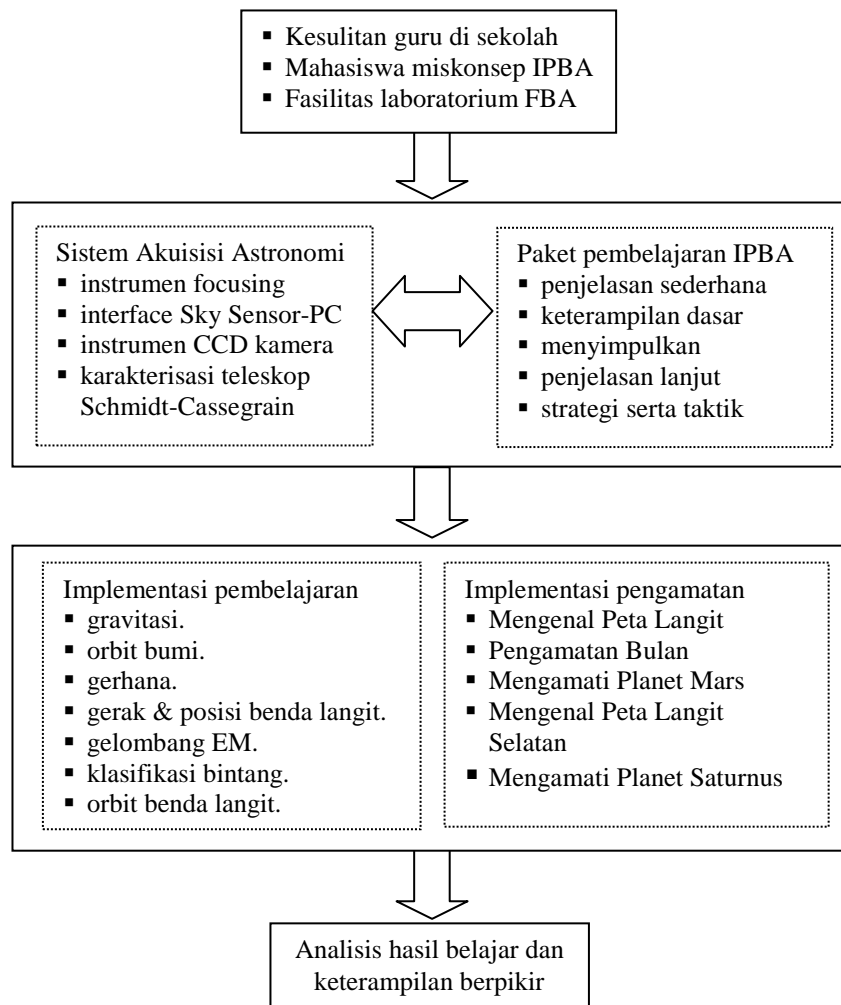 ▪ Kesulitan guru di sekolah
▪ Mahasiswa miskonsep IPBA
▪ Fasilitas laboratorium FBA
Sistem Akuisisi Astronomi
▪ instrumen focusing
▪ interface Sky Sensor-PC
▪ instrumen CCD kamera
▪ karakterisasi teleskop
Schmidt-Cassegrain
Paket pembelajaran IPBA
▪ penjelasan sederhana
▪ keterampilan dasar
▪ menyimpulkan
▪ penjelasan lanjut
▪ strategi serta taktik
Implementasi pembelajaran
▪ gravitasi.
▪ orbit bumi.
▪ gerhana.
▪ gerak & posisi benda langit.
▪ gelombang EM.
▪ klasifikasi bintang.
▪ orbit benda langit.
Implementasi pengamatan
▪ Mengenal Peta Langit
▪ Pengamatan Bulan
▪ Mengamati Planet Mars
▪ Mengenal Peta Langit
Selatan
▪ Mengamati Planet Saturnus
Analisis hasil belajar dan
keterampilan berpikir